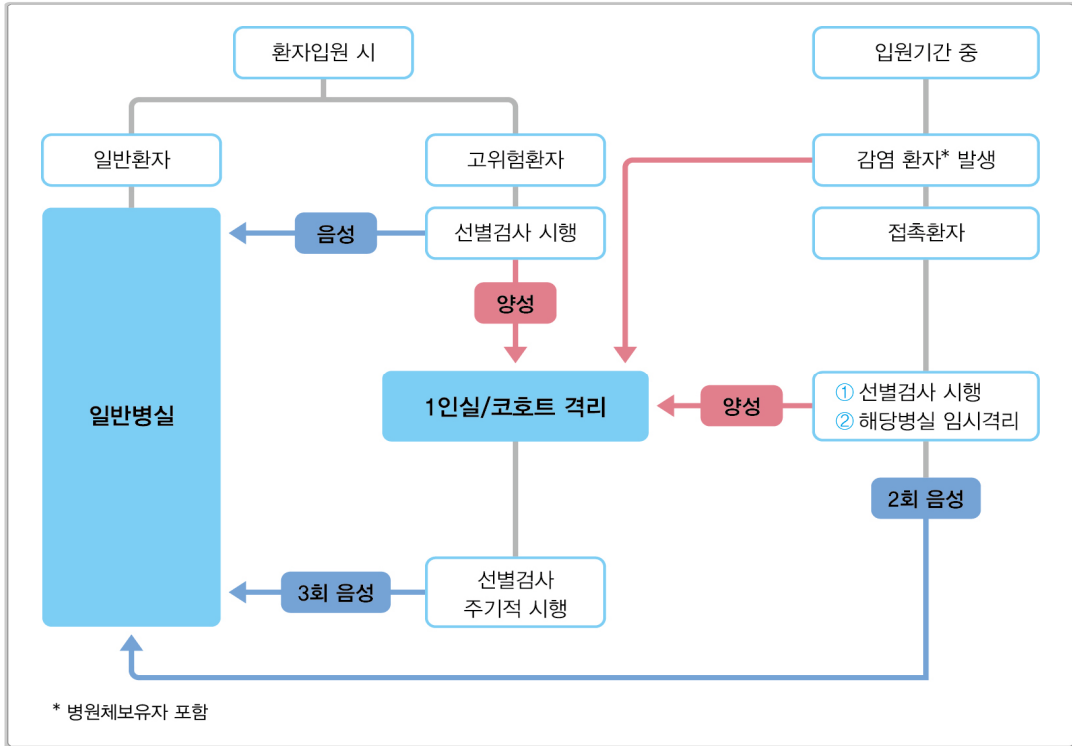 환자입원 시
입원기간 중
일반환자
고위험환자
감염 환자* 발생
음성
선별검사 시행
접촉환자
양성
일반병실
1인실/코호트 격리
양성
① 선별검사 시행
② 해당병실 임시격리
2회 음성
3회 음성
선별검사
주기적 시행
* 병원체보유자 포함